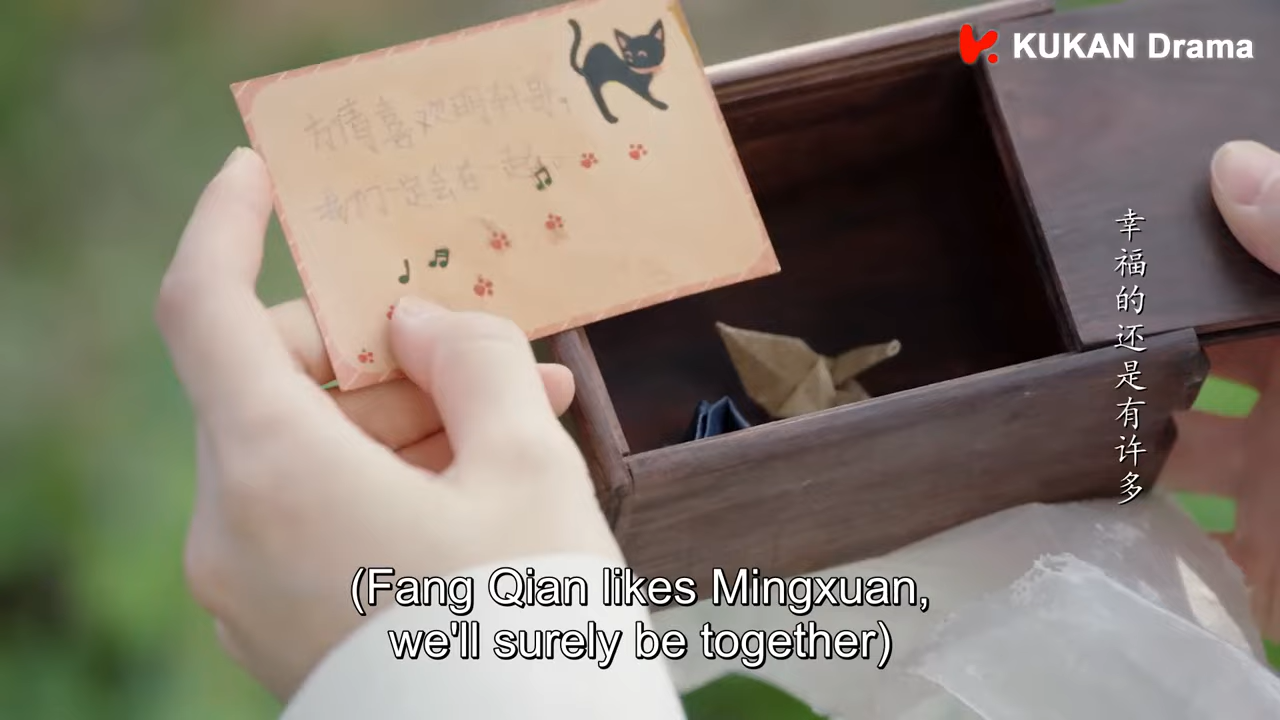 KUKAN Drama
方倩喜欢明轩哥，
我们一定会在一起
幸福的还是有许多
(Fang Qian likes Mingxuan,
we'll surely be together)